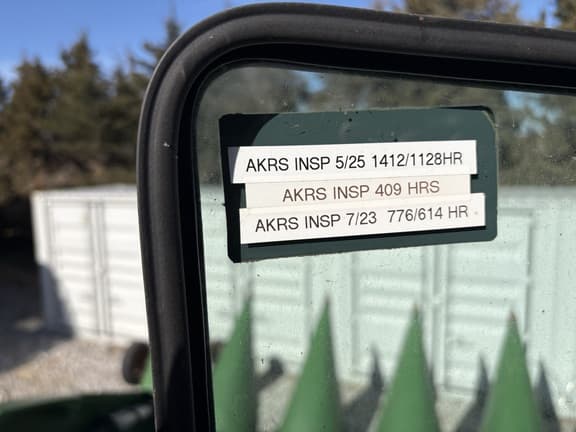 AKRS INSP 5/25 1412/1128HR
AKRS INSP 409 HRS
AKRS INSP 7/23 776/614 HR